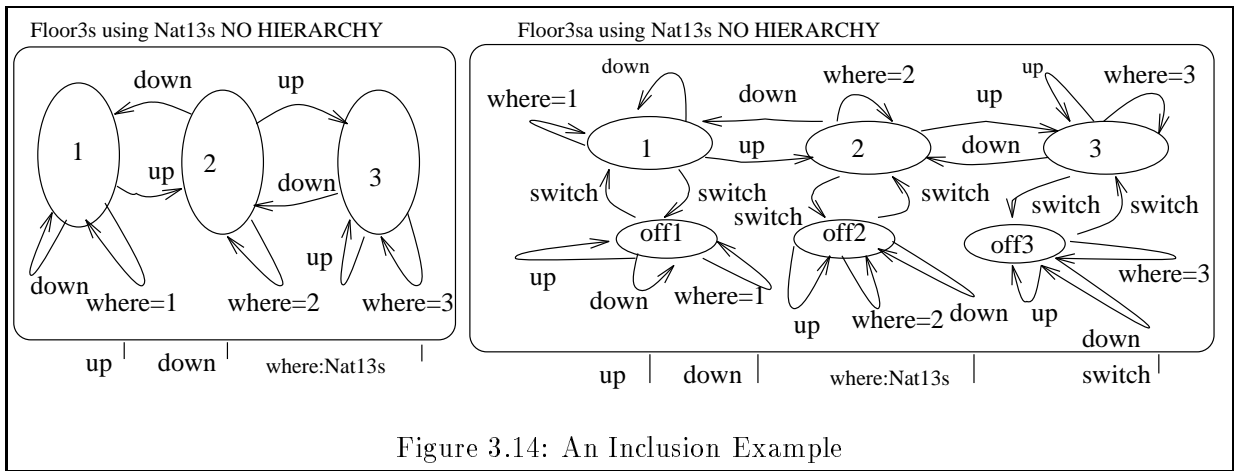 Floor3s using Nat13s NO HIERARCHY
down
up
1
2
3
up
down
down
where=1
where=2
up
where=3
up
down
where:Nat13s
Floor3sa using Nat13s NO HIERARCHY
down
where=1
down
where=2
up
up
where=3
1
up
2
down
3
switch
switch
switch
switch
switch
switch
off1
off2
off3
up
down
where=1
up
where=2
down
up
down
where=3
up
down
where:Nat13s
switch
Figure 3.14: An Inclusion Example